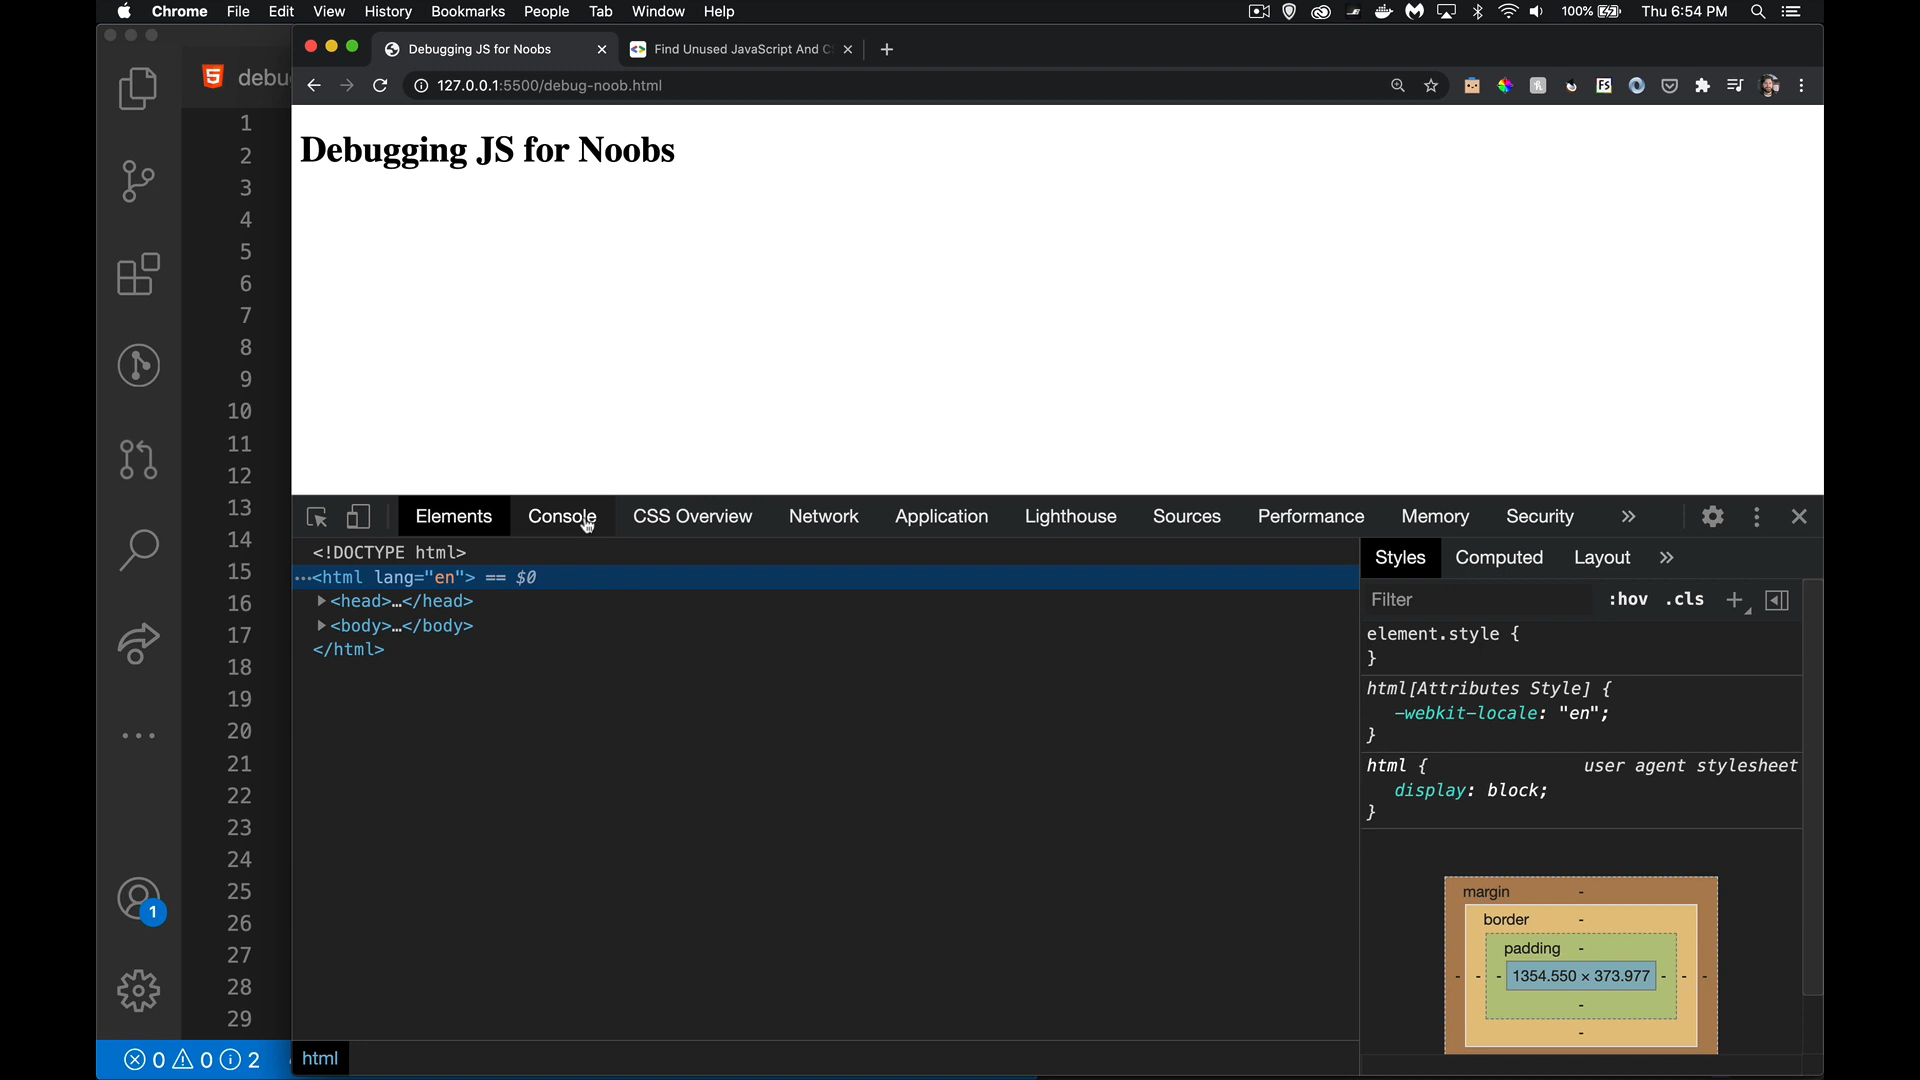 Chrome File Edit View History Bookmarks People Tab Window Help 100% Thu 6:54 PM
Debugging JS for Noobs Find Unused JavaScript And C
debu
127.0.0.1:5500/debug-noob.html
Debugging JS for Noobs
1
2
3
4
5
6
7
8
9
10
11
12
13
14
15
16
17
18
19
20
21
22
23
24
25
26
27
28
29
Elements Console CSS Overview Network Application Lighthouse Sources Performance Memory Security »
<!DOCTYPE html>
…<html lang="en"> == $0
<head>…</head>
<body>…</body>
</html>
Styles Computed Layout »
Filter :hov .cls +
element.style {
}
html[Attributes Style] {
-webkit-locale: "en";
}
html { user agent stylesheet
display: block;
}
margin -
border -
padding -
- - - 1354.550 × 373.977 - - -
-
-
1
0 0 2
html